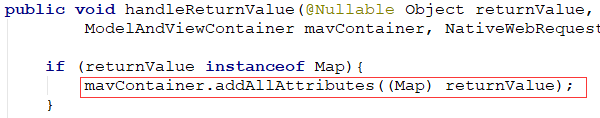 public void handleReturnValue(@Nullable Object returnValue,
ModelAndViewContainer mavContainer, NativeWebRequest
if (returnValue instanceof Map){
mavContainer.addAllAttributes((Map) returnValue);
}